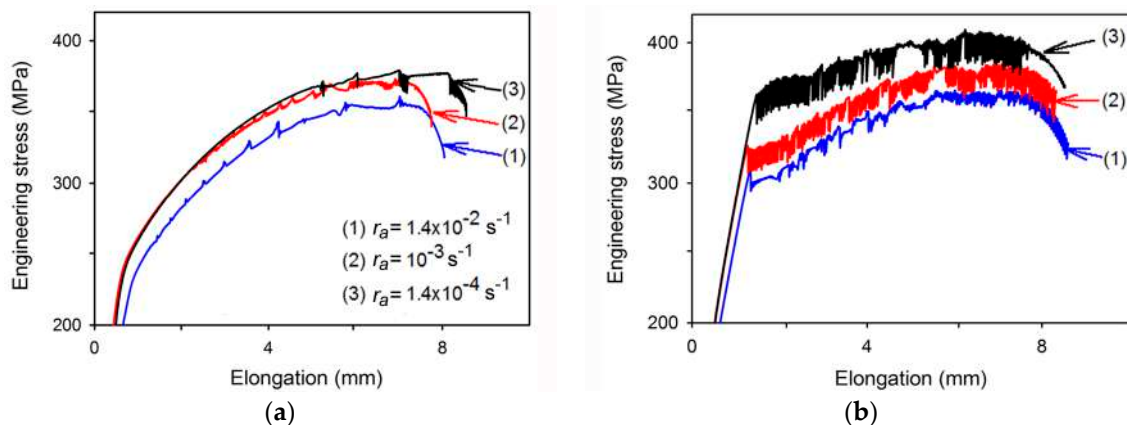 400
300
200
Engineering stress (MPa)
(3)
(2)
(1)
(1) rₐ = 1.4x10⁻² s⁻¹
(2) rₐ = 10⁻³ s⁻¹
(3) rₐ = 1.4x10⁻⁴ s⁻¹
0 4 8
Elongation (mm)
(a)
400
300
200
Engineering stress (MPa)
(3)
(2)
(1)
0 4 8
Elongation (mm)
(b)